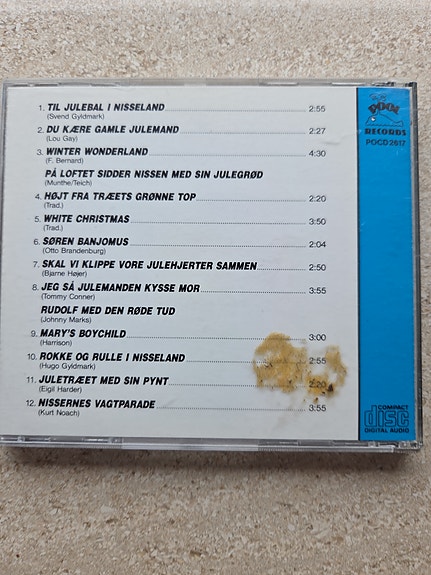 1. TIL JULEBAL I NISSELAND 2:55
(Svend Gyldmark)
2. DU KÆRE GAMLE JULEMAND 2:27
(Lou Gay)
3. WINTER WONDERLAND 4:30
(F. Bernard)
PÅ LOFTET SIDDER NISSEN MED SIN JULEGRØD
(Munthe/Teich)
4. HØJT FRA TRÆETS GRØNNE TOP 2:20
(Trad.)
5. WHITE CHRISTMAS 3:50
(Trad.)
6. SØREN BANJOMUS 2:04
(Otto Brandenburg)
7. SKAL VI KLIPPE VORE JULEHJERTER SAMMEN 2:50
(Bjarne Højer)
8. JEG SÅ JULEMANDEN KYSSE MOR 3:55
(Tommy Conner)
RUDOLF MED DEN RØDE TUD
(Johnny Marks)
9. MARY'S BOYCHILD 3:00
(Harrison)
10. ROKKE OG RULLE I NISSELAND 2:55
(Hugo Gyldmark)
11. JULETRÆET MED SIN PYNT 2:20
(Eigil Harder)
12. NISSERNES VAGTPARADE 3:55
(Kurt Noach)
RECORDS
POCD 2617
COMPACT
disc
DIGITAL AUDIO